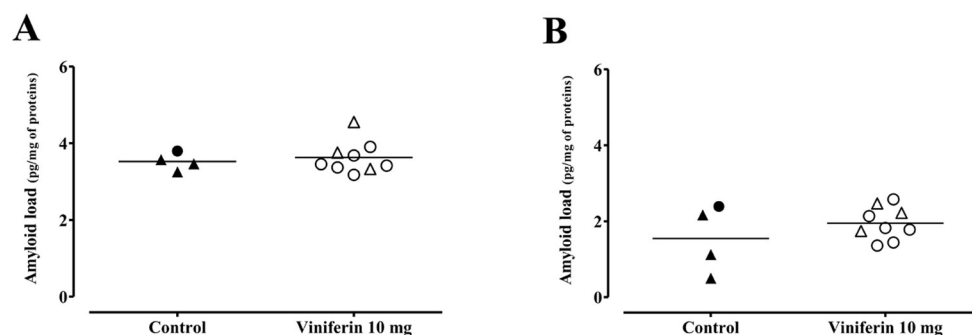 A
Amyloid load (pg/mg of proteins)
6
4
2
0
Control
Viniferin 10 mg
B
Amyloid load (pg/mg of proteins)
6
4
2
0
Control
Viniferin 10 mg